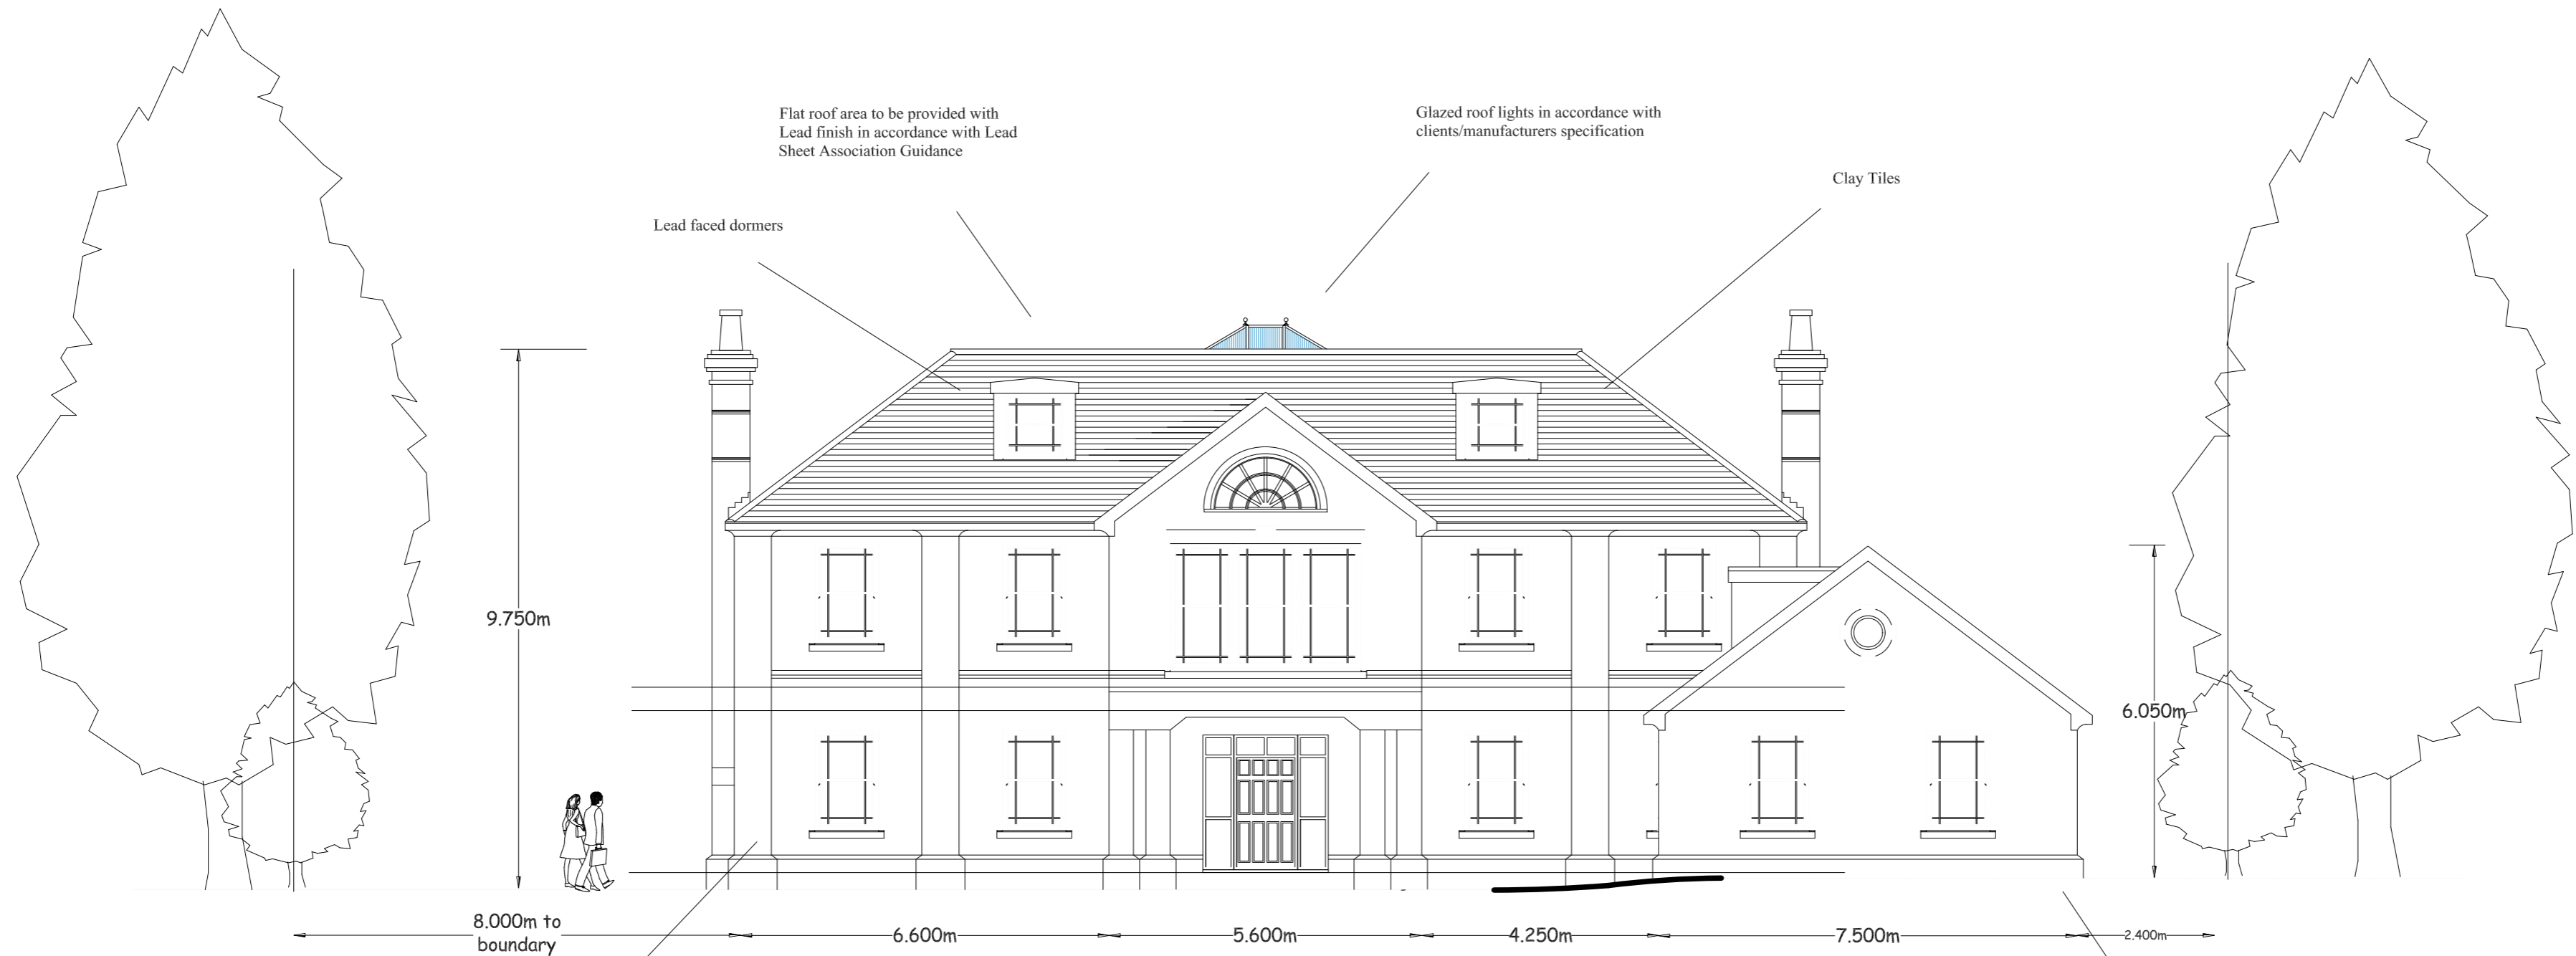 Flat roof area to be provided with
Lead finish in accordance with Lead
Sheet Association Guidance
Glazed roof lights in accordance with
clients/manufacturers specification
Clay Tiles
Lead faced dormers
9.750m
6.050m
8.000m to
boundary
6.600m
5.600m
4.250m
7.500m
2.400m